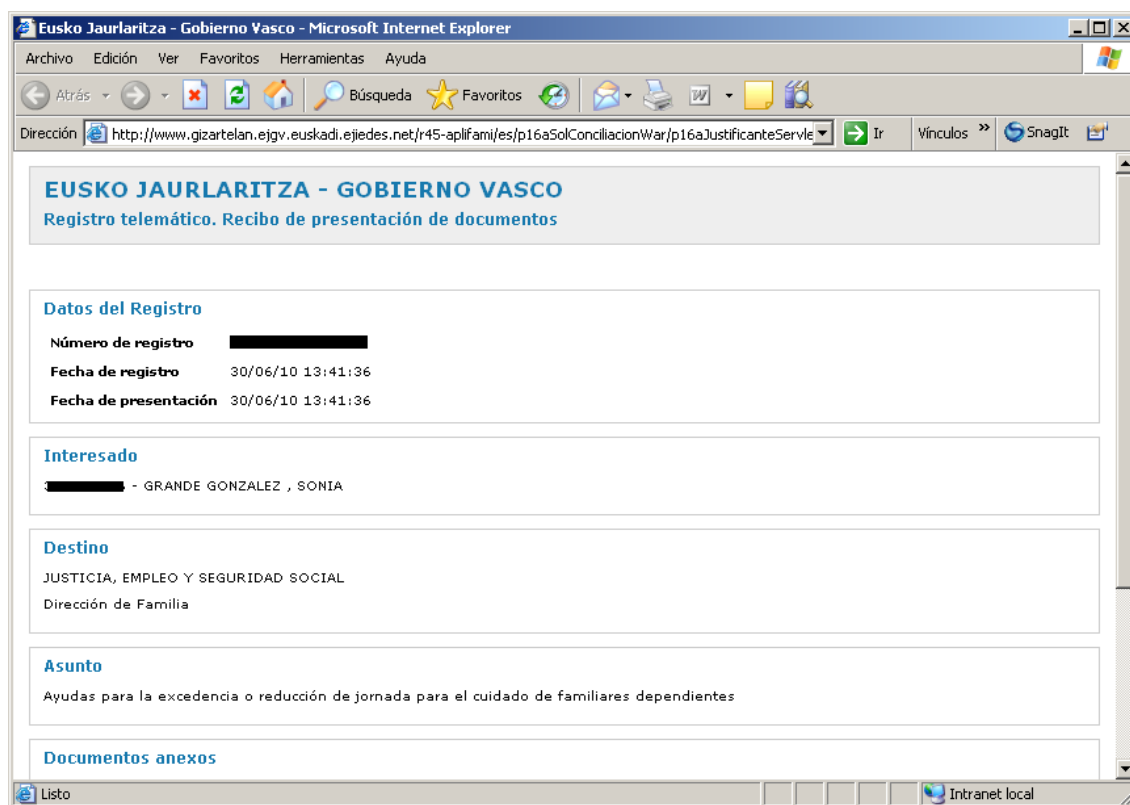 Eusko Jaurlaritza - Gobierno Vasco - Microsoft Internet Explorer
Archivo Edición Ver Favoritos Herramientas Ayuda
Atrás Búsqueda Favoritos
Dirección http://www.gizartelan.ejgv.euskadi.ejiedes.net/r45-aplifami/es/p16aSolConciliacionWar/p16aJustificanteServle Ir Vínculos » SnagIt
EUSKO JAURLARITZA - GOBIERNO VASCO
Registro telemático. Recibo de presentación de documentos
Datos del Registro
Número de registro
Fecha de registro 30/06/10 13:41:36
Fecha de presentación 30/06/10 13:41:36
Interesado
- GRANDE GONZALEZ , SONIA
Destino
JUSTICIA, EMPLEO Y SEGURIDAD SOCIAL
Dirección de Familia
Asunto
Ayudas para la excedencia o reducción de jornada para el cuidado de familiares dependientes
Documentos anexos
Listo Intranet local